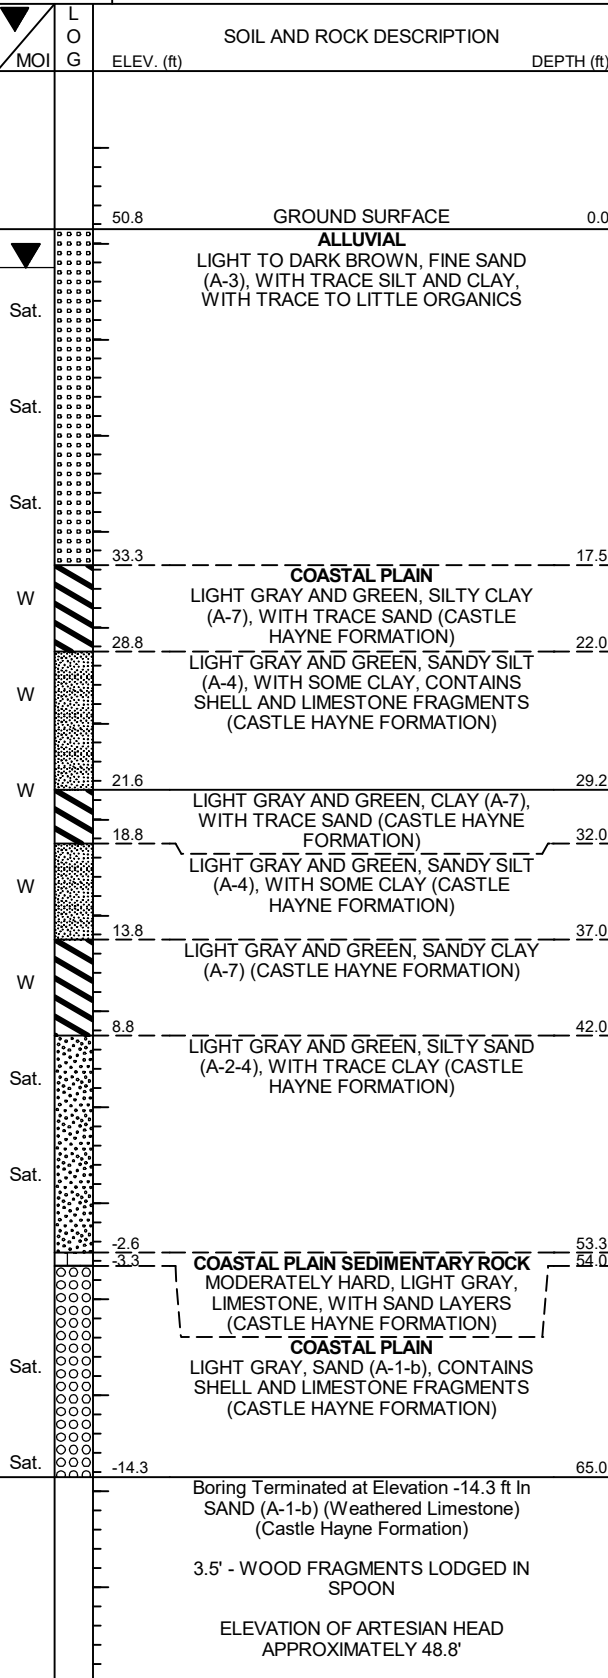 L
O
G
MOI
SOIL AND ROCK DESCRIPTION
ELEV. (ft)
DEPTH (ft)
50.8 GROUND SURFACE 0.0
ALLUVIAL
LIGHT TO DARK BROWN, FINE SAND
(A-3), WITH TRACE SILT AND CLAY,
WITH TRACE TO LITTLE ORGANICS
Sat.
Sat.
Sat.
33.3 17.5
COASTAL PLAIN
LIGHT GRAY AND GREEN, SILTY CLAY
(A-7), WITH TRACE SAND (CASTLE
HAYNE FORMATION)
W
28.8 22.0
LIGHT GRAY AND GREEN, SANDY SILT
(A-4), WITH SOME CLAY, CONTAINS
SHELL AND LIMESTONE FRAGMENTS
(CASTLE HAYNE FORMATION)
W
21.6 29.2
W
LIGHT GRAY AND GREEN, CLAY (A-7),
WITH TRACE SAND (CASTLE HAYNE
FORMATION)
18.8 32.0
LIGHT GRAY AND GREEN, SANDY SILT
(A-4), WITH SOME CLAY (CASTLE
HAYNE FORMATION)
W
13.8 37.0
LIGHT GRAY AND GREEN, SANDY CLAY
(A-7) (CASTLE HAYNE FORMATION)
W
8.8 42.0
LIGHT GRAY AND GREEN, SILTY SAND
(A-2-4), WITH TRACE CLAY (CASTLE
HAYNE FORMATION)
Sat.
Sat.
-2.6 53.3
-3.3 54.0
COASTAL PLAIN SEDIMENTARY ROCK
MODERATELY HARD, LIGHT GRAY,
LIMESTONE, WITH SAND LAYERS
(CASTLE HAYNE FORMATION)
COASTAL PLAIN
LIGHT GRAY, SAND (A-1-b), CONTAINS
SHELL AND LIMESTONE FRAGMENTS
(CASTLE HAYNE FORMATION)
Sat.
Sat.
-14.3 65.0
Boring Terminated at Elevation -14.3 ft In
SAND (A-1-b) (Weathered Limestone)
(Castle Hayne Formation)
3.5' - WOOD FRAGMENTS LODGED IN
SPOON
ELEVATION OF ARTESIAN HEAD
APPROXIMATELY 48.8'